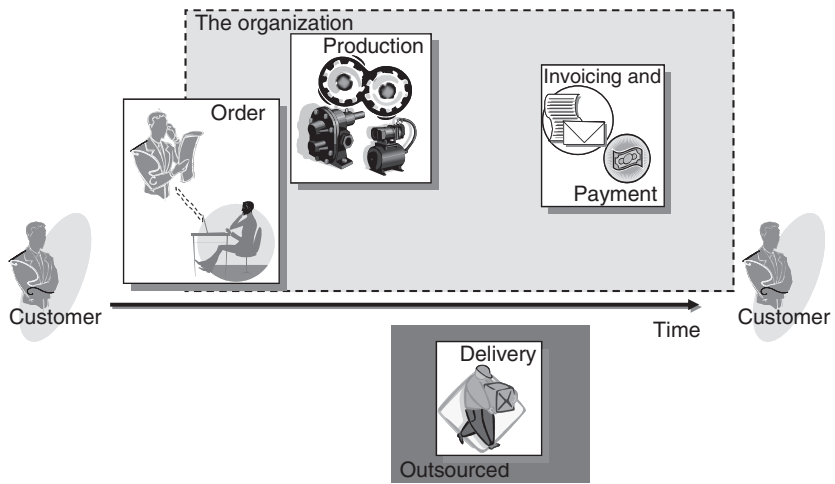 The organization
Production
Order
Invoicing and
Payment
Customer
Customer
Time
Delivery
Outsourced